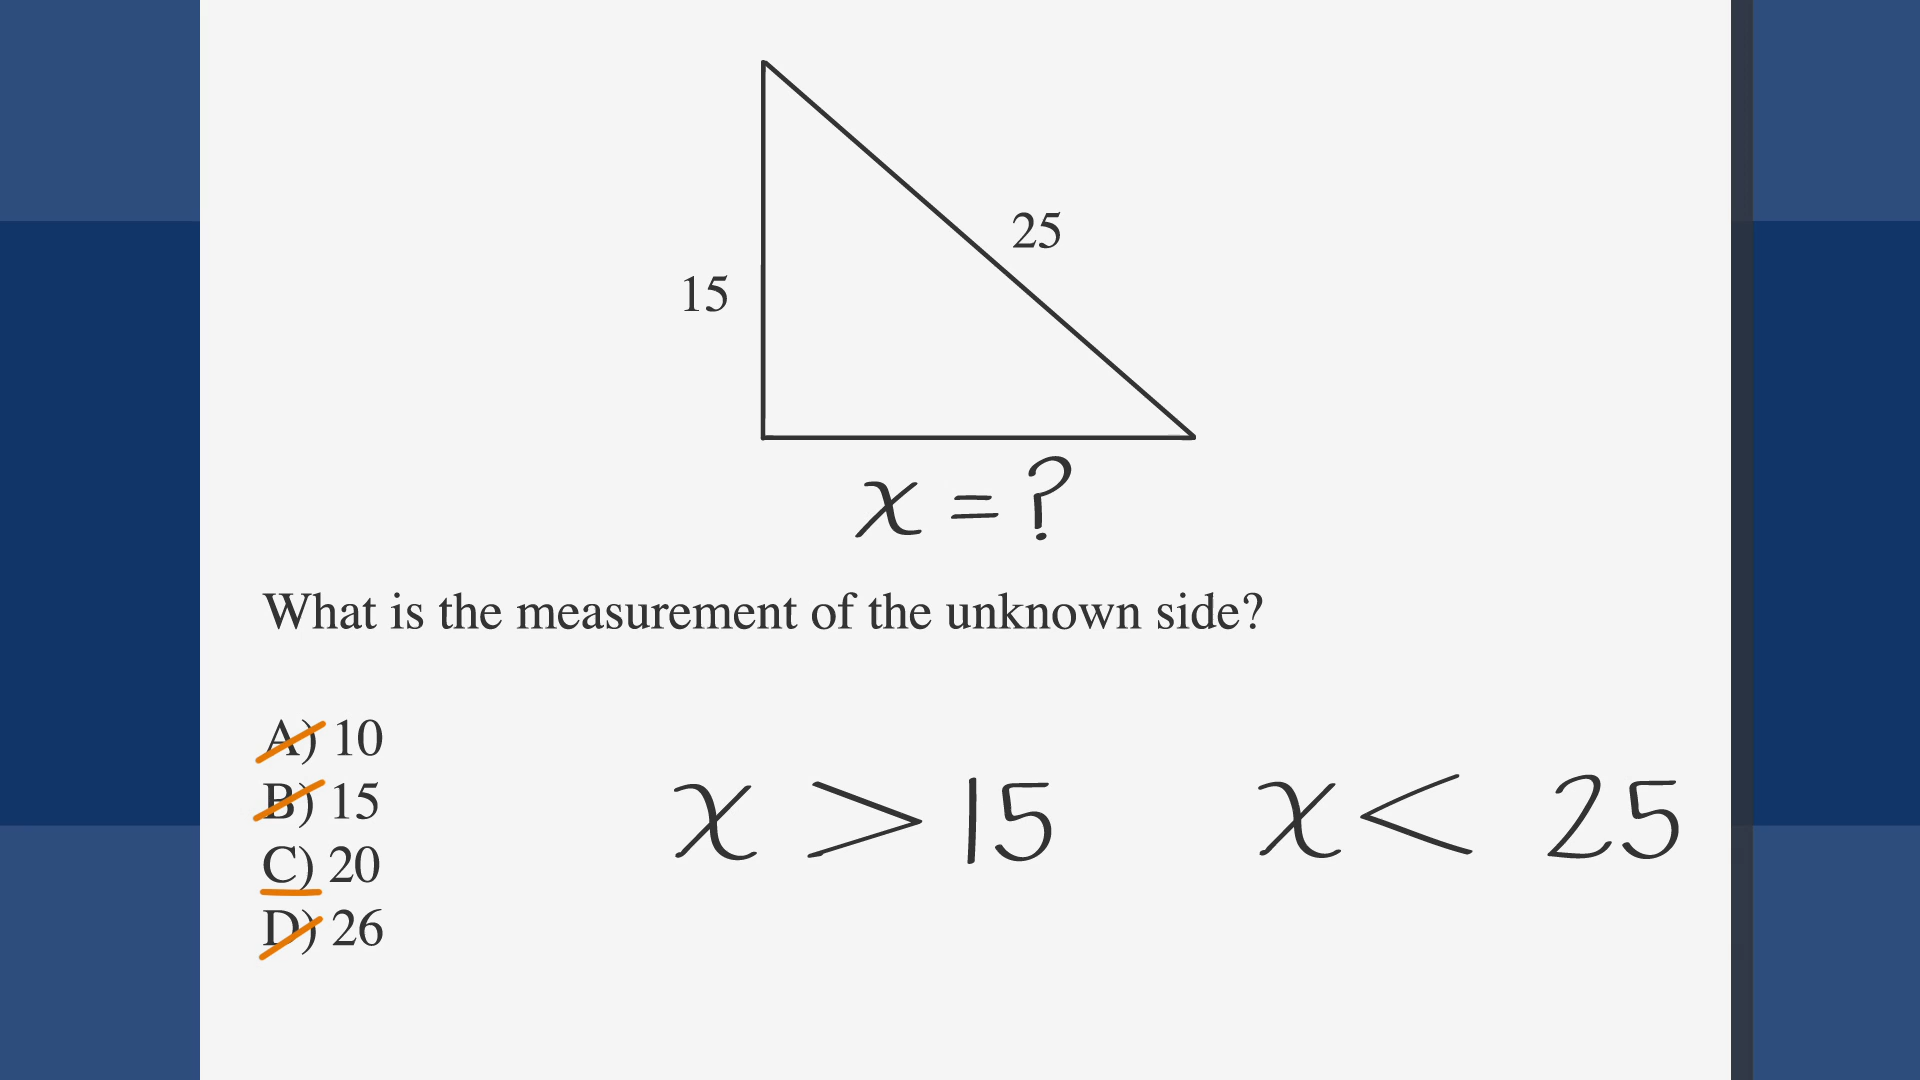 25
15
x = ?
What is the measurement of the unknown side?
A) 10
B) 15
C) 20
D) 26
x > 15
x < 25